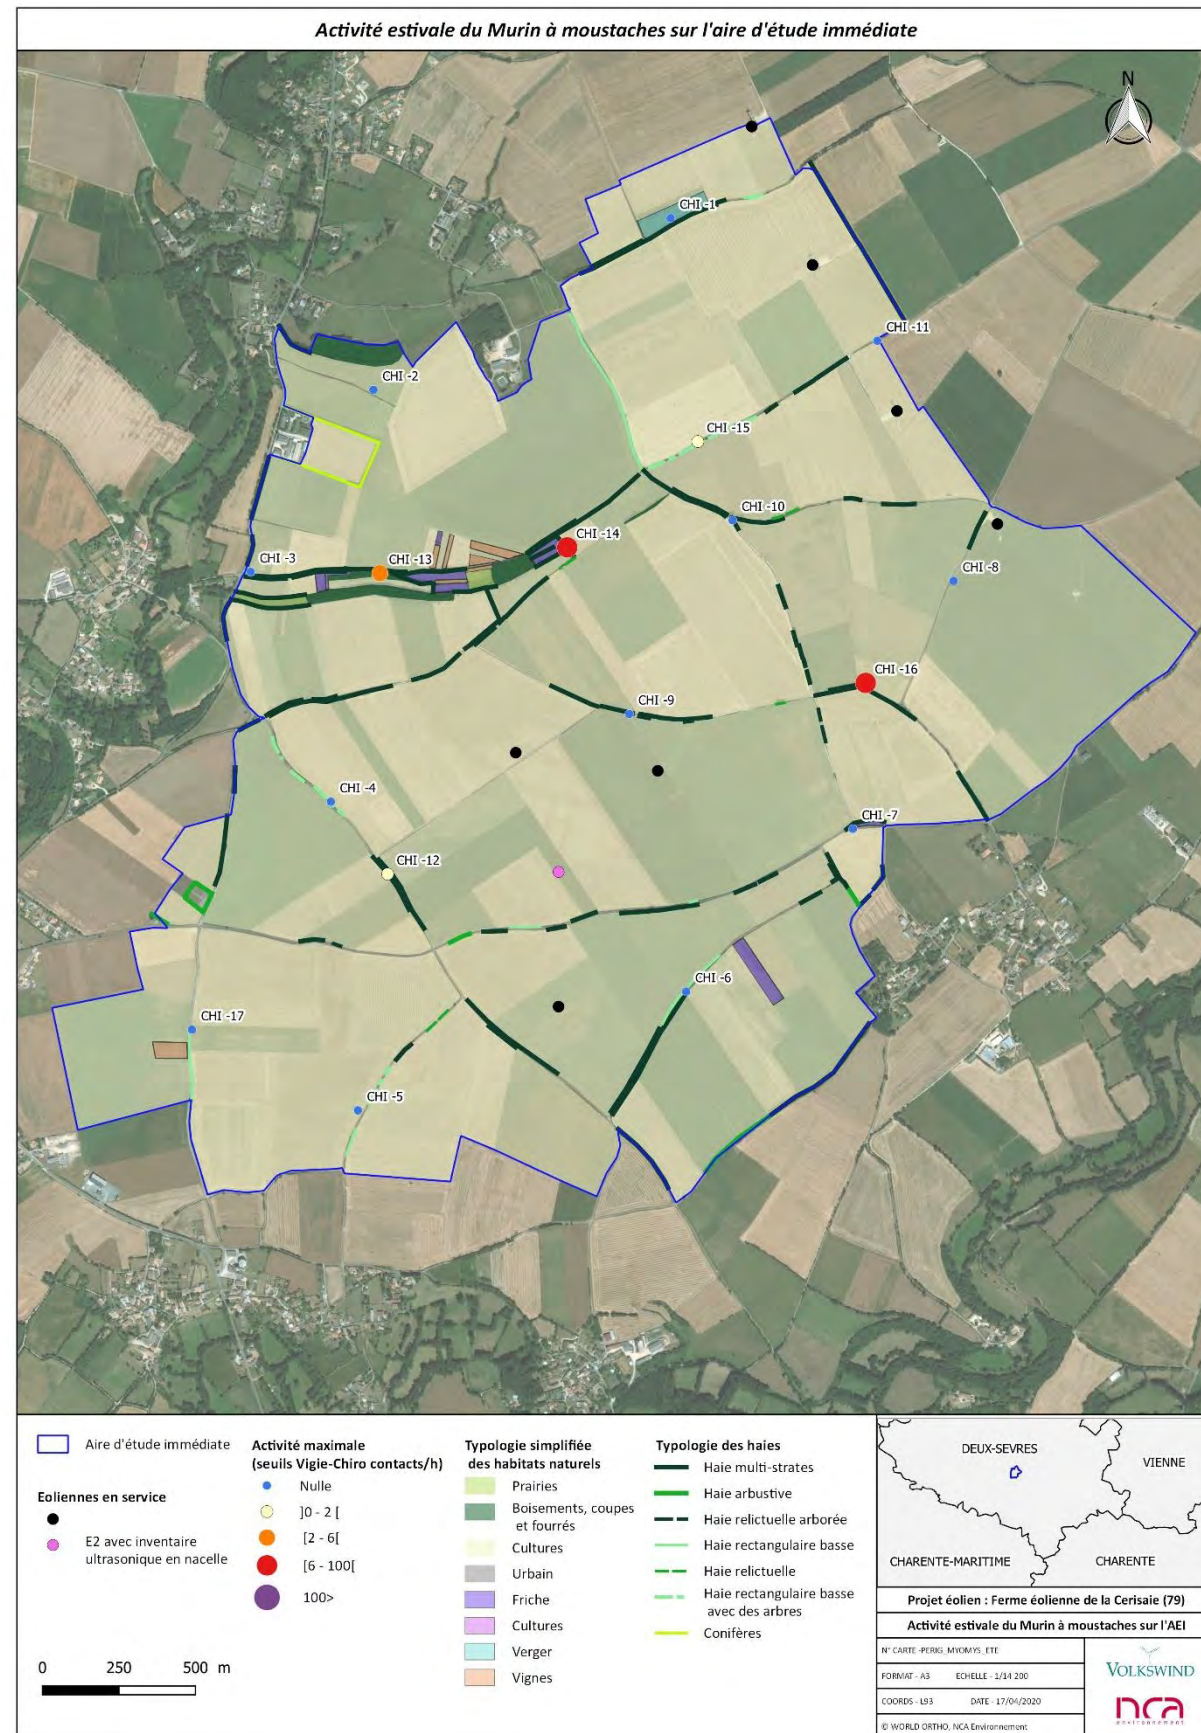 Activité estivale du Murin à moustaches sur l'aire d'étude immédiate
N
CHI -1
CHI -11
CHI -2
CHI -15
CHI -10
CHI -14
CHI -3
CHI -13
CHI -8
CHI -16
CHI -9
CHI -4
CHI -7
CHI -12
CHI -6
CHI -17
CHI -5
Aire d'étude immédiate
Eoliennes en service
E2 avec inventaire
ultrasonique en nacelle
0 250 500 m
Activité maximale
(seuils Vigie-Chiro contacts/h)
Nulle
]0 - 2 [
[2 - 6[
[6 - 100[
100>
Typologie simplifiée
des habitats naturels
Prairies
Boisements, coupes
et fourrés
Cultures
Urbain
Friche
Cultures
Verger
Vignes
Typologie des haies
Haie multi-strates
Haie arbustive
Haie relictuelle arborée
Haie rectangulaire basse
Haie relictuelle
Haie rectangulaire basse
avec des arbres
Conifères
DEUX-SEVRES
VIENNE
CHARENTE-MARITIME
CHARENTE
Projet éolien : Ferme éolienne de la Cerisaie (79)
Activité estivale du Murin à moustaches sur l'AEI
N° CARTE -PERIG_MYOMYS_ETE
FORMAT - A3 ECHELLE - 1/14 200
COORDS - L93 DATE - 17/04/2020
© WORLD ORTHO, NCA Environnement
VOLKSWIND
nca
environnement